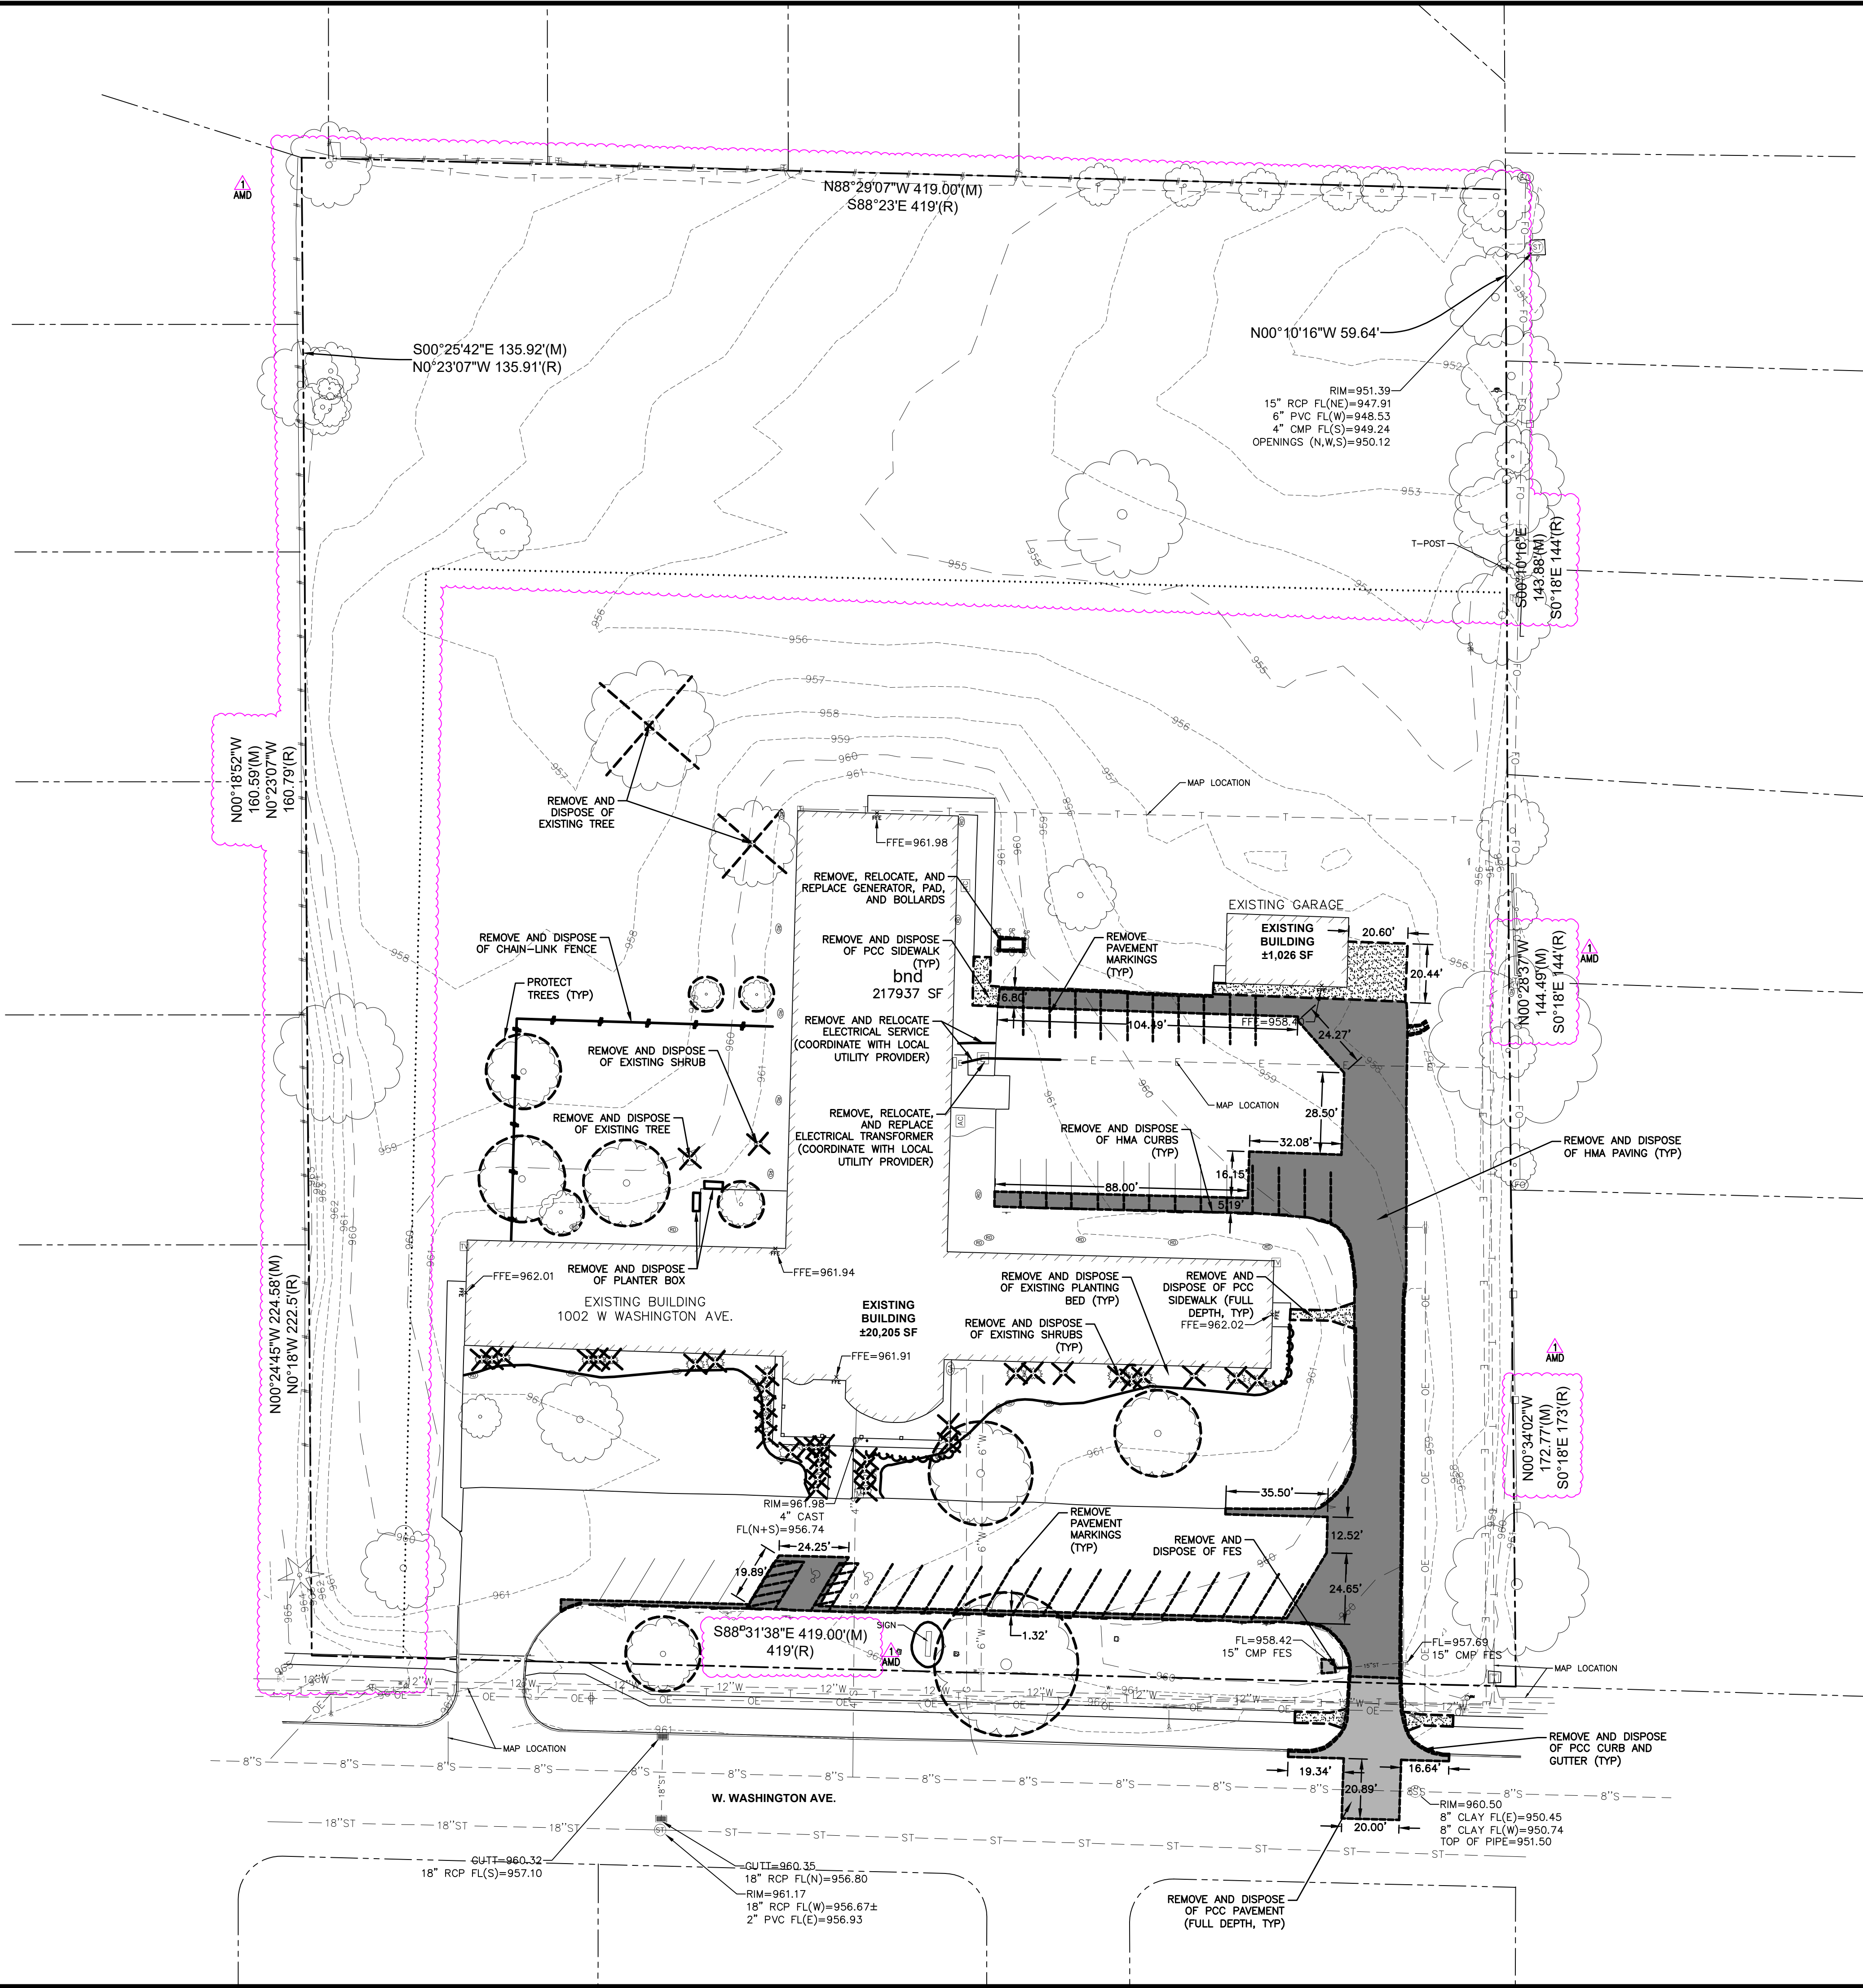 1
AMD
N88°29'07"W 419.00'(M)
S88°23'E 419'(R)
S00°25'42"E 135.92'(M)
N0°23'07"W 135.91'(R)
N00°10'16"W 59.64'
RIM=951.39
15" RCP FL(NE)=947.91
6" PVC FL(W)=948.53
4" CMP FL(S)=949.24
OPENINGS (N,W,S)=950.12
T-POST
S00°10'16"E
143.88'(M)
S0°18'E 144'(R)
N00°18'52"W
160.59'(M)
N0°23'07"W
160.79'(R)
REMOVE AND
DISPOSE OF
EXISTING TREE
MAP LOCATION
FFE=961.98
REMOVE, RELOCATE, AND
REPLACE GENERATOR, PAD,
AND BOLLARDS
EXISTING GARAGE
EXISTING
BUILDING
±1,026 SF
20.60'
20.44'
REMOVE AND DISPOSE
OF CHAIN-LINK FENCE
REMOVE AND DISPOSE
OF PCC SIDEWALK
(TYP)
bnd
217937 SF
REMOVE
PAVEMENT
MARKINGS
(TYP)
N00°28'37"W
144.49'(M)
S0°18'E 144'(R)
1
AMD
PROTECT
TREES (TYP)
6.80'
104.49'
FFE=958.40
24.27'
REMOVE AND RELOCATE
ELECTRICAL SERVICE
(COORDINATE WITH LOCAL
UTILITY PROVIDER)
REMOVE AND DISPOSE
OF EXISTING SHRUB
REMOVE AND DISPOSE
OF EXISTING TREE
REMOVE, RELOCATE,
AND REPLACE
ELECTRICAL TRANSFORMER
(COORDINATE WITH LOCAL
UTILITY PROVIDER)
MAP LOCATION
28.50'
32.08'
REMOVE AND DISPOSE
OF HMA CURBS
(TYP)
16.15'
88.00'
5.19'
REMOVE AND DISPOSE
OF HMA PAVING (TYP)
AC
FFE=962.01
REMOVE AND DISPOSE
OF PLANTER BOX
FFE=961.94
EXISTING BUILDING
1002 W WASHINGTON AVE.
EXISTING
BUILDING
±20,205 SF
REMOVE AND DISPOSE
OF EXISTING PLANTING
BED (TYP)
REMOVE AND
DISPOSE OF PCC
SIDEWALK (FULL
DEPTH, TYP)
FFE=962.02
REMOVE AND DISPOSE
OF EXISTING SHRUBS
(TYP)
FFE=961.91
N00°24'45"W 224.58'(M)
N0°18'W 222.5'(R)
1
AMD
N00°34'02"W
172.77'(M)
S0°18'E 173'(R)
RIM=961.98
4" CAST
FL(N+S)=956.74
24.25'
19.89'
REMOVE
PAVEMENT
MARKINGS
(TYP)
REMOVE AND
DISPOSE OF FES
35.50'
12.52'
24.65'
1.32'
S88°31'38"E 419.00'(M)
419'(R)
SIGN
1
AMD
FL=958.42
15" CMP FES
FL=957.69
15" CMP FES
MAP LOCATION
MAP LOCATION
REMOVE AND DISPOSE
OF PCC CURB AND
GUTTER (TYP)
19.34'
16.64'
20.89'
20.00'
W. WASHINGTON AVE.
RIM=960.50
8" CLAY FL(E)=950.45
8" CLAY FL(W)=950.74
TOP OF PIPE=951.50
GUTT=960.32
18" RCP FL(S)=957.10
GUTT=960.35
18" RCP FL(N)=956.80
RIM=961.17
18" RCP FL(W)=956.67±
2" PVC FL(E)=956.93
REMOVE AND DISPOSE
OF PCC PAVEMENT
(FULL DEPTH, TYP)